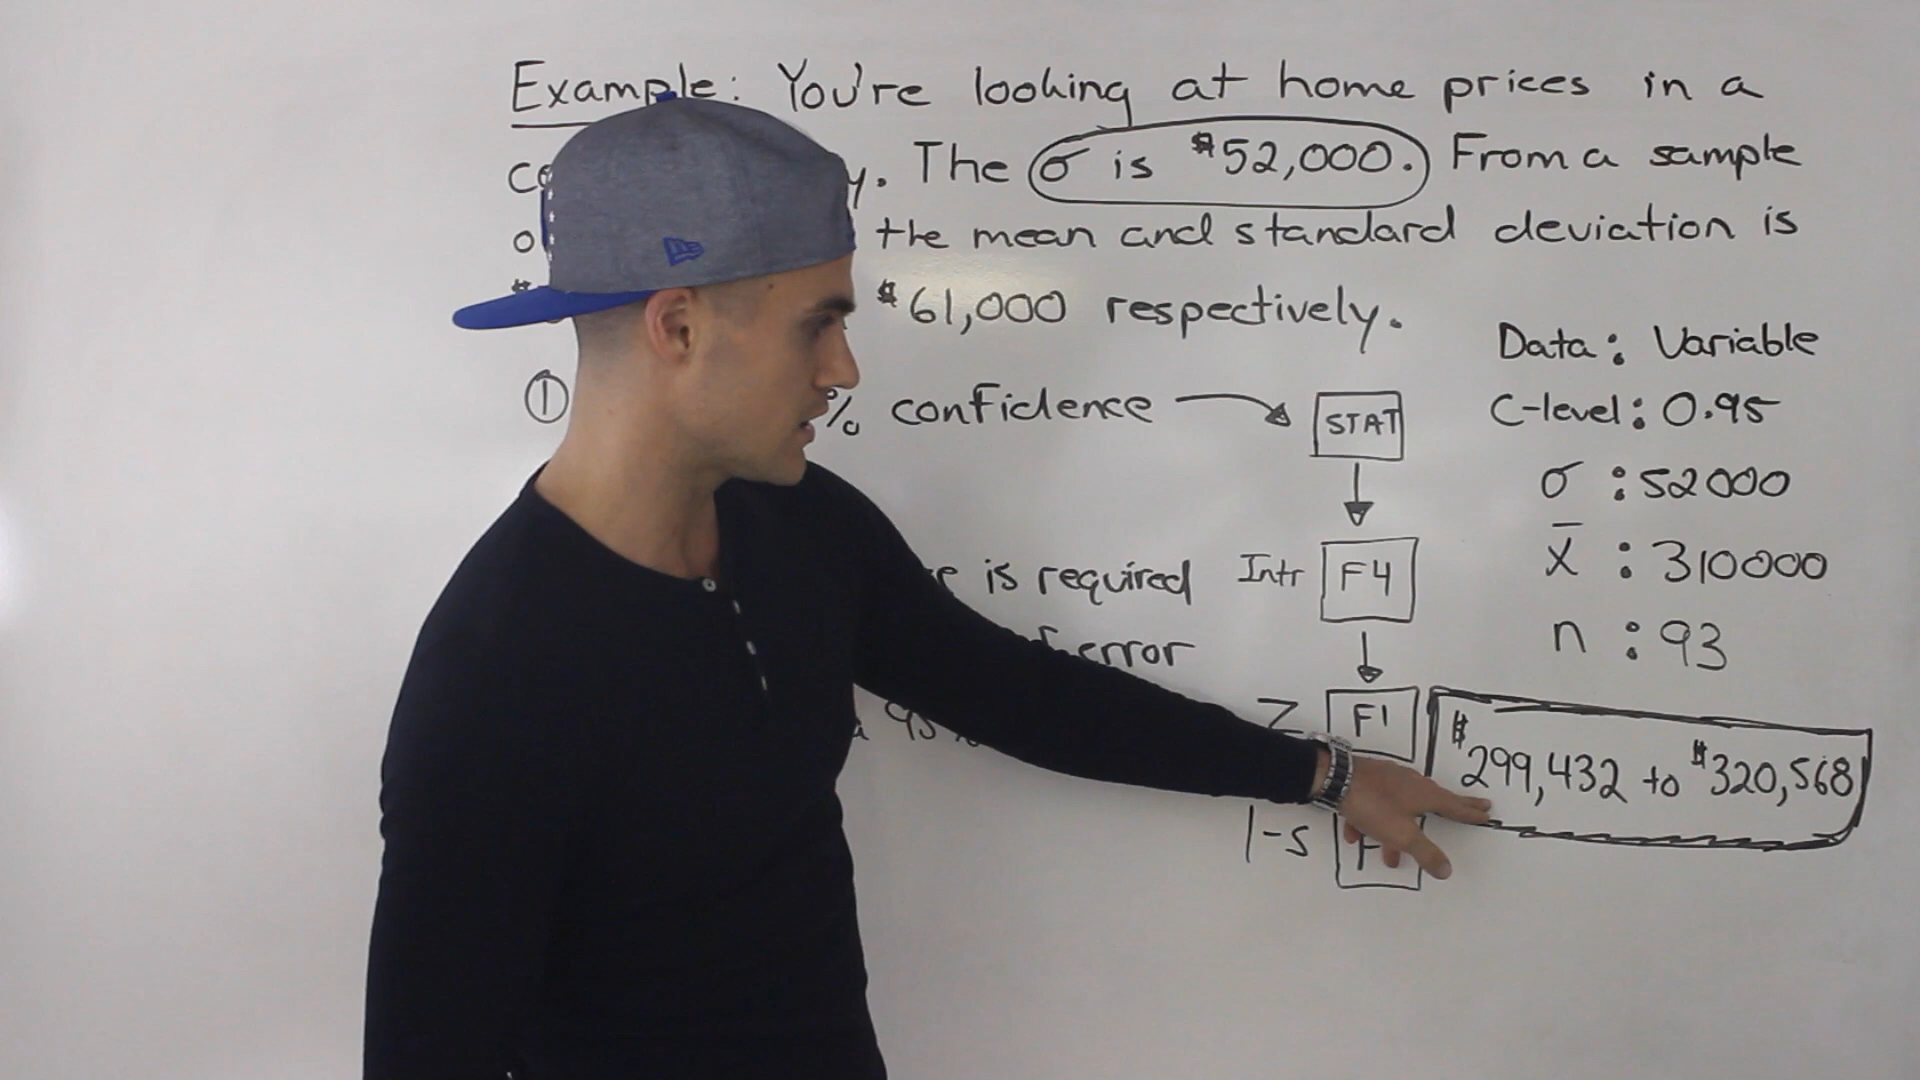 Example: You're looking at home prices in a
The σ is $52,000. From a sample
the mean and standard deviation is
$61,000 respectively.
① % confidence
STAT
Data: Variable
C-level: 0.95
σ : 52000
x̄ : 310000
n : 93
is required
error
Intr F4
Z F1
1-S
$299,432 to $320,568